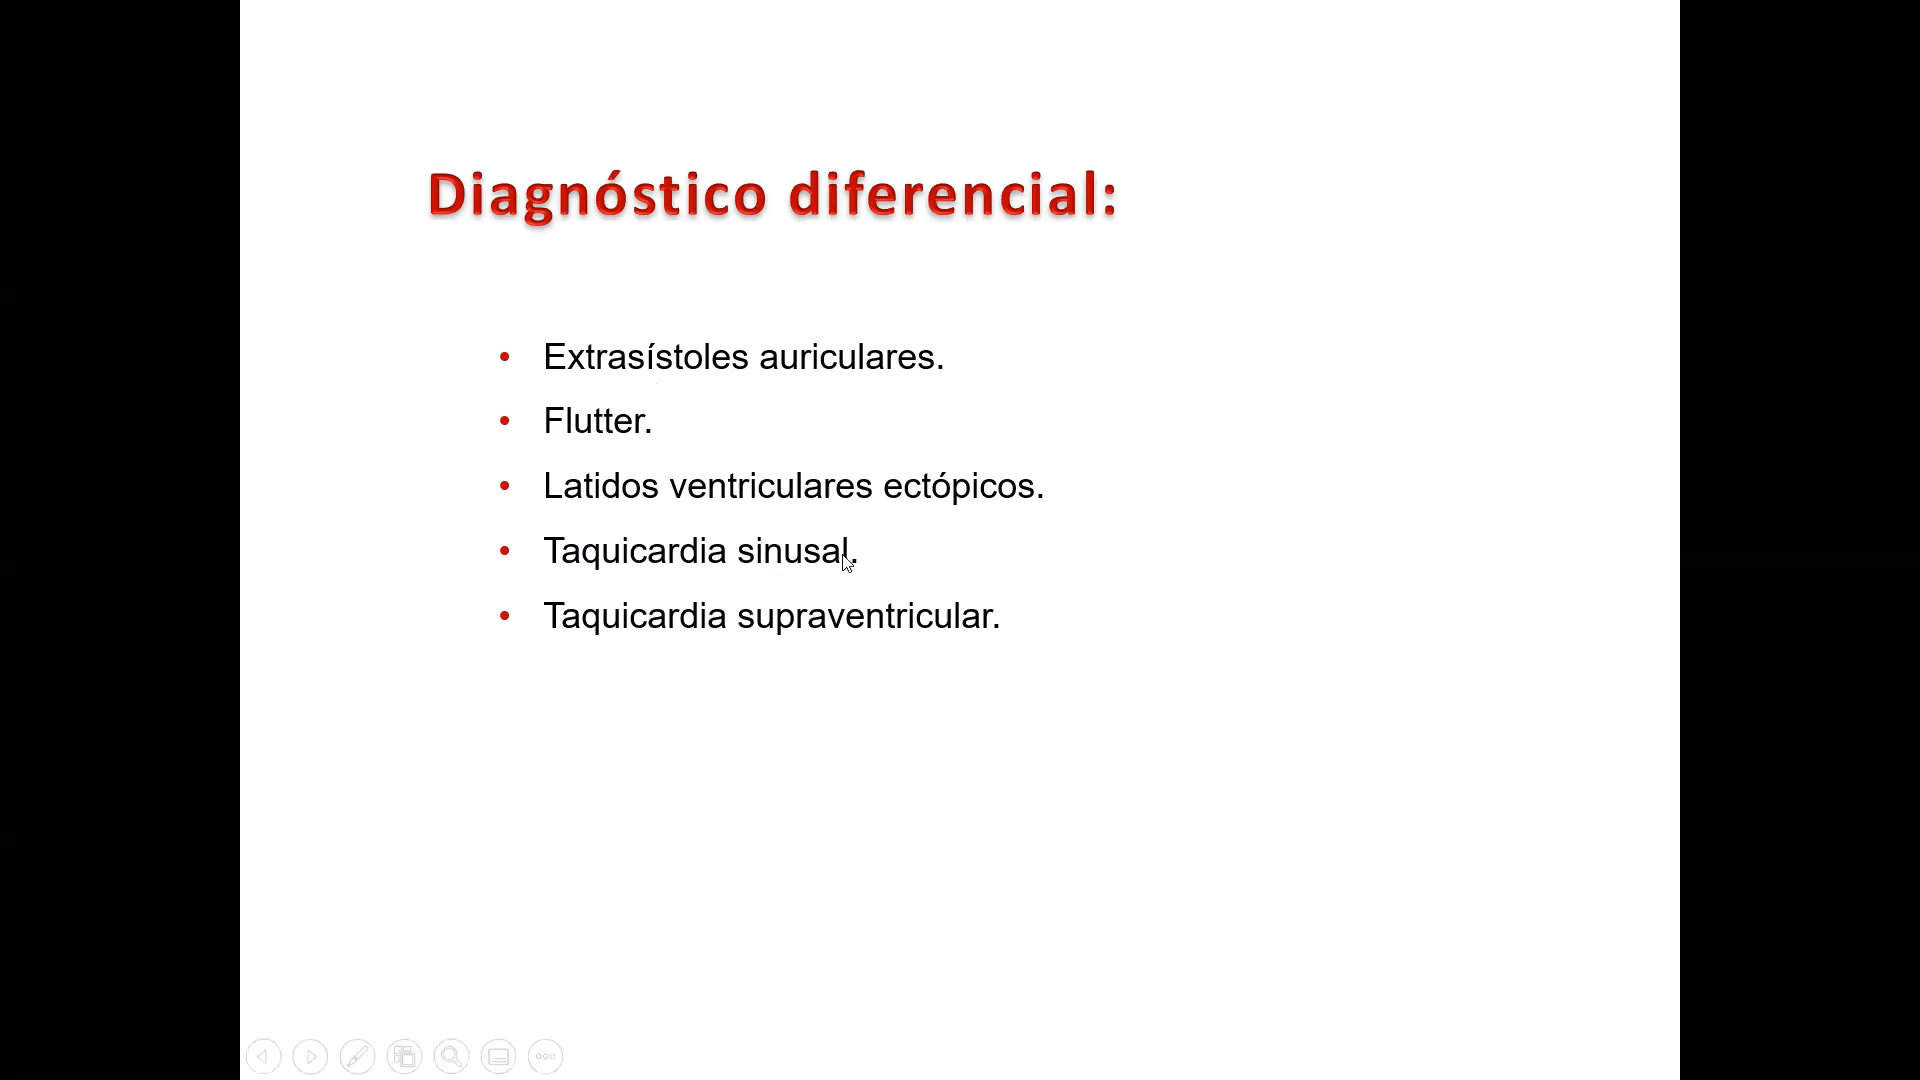 Diagnóstico diferencial:
• Extrasístoles auriculares.
• Flutter.
• Latidos ventriculares ectópicos.
• Taquicardia sinusal.
• Taquicardia supraventricular.